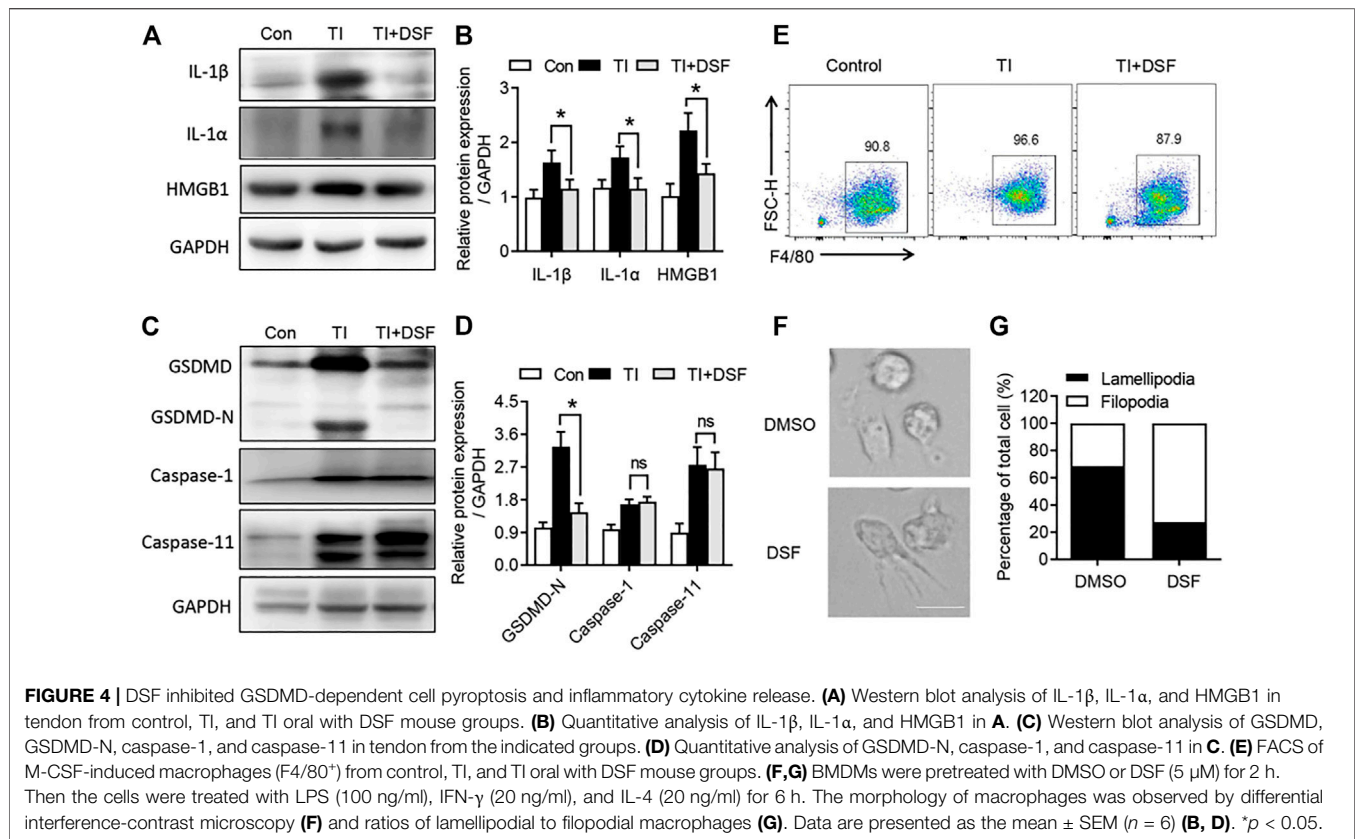 A
Con TI TI+DSF
IL-1β
IL-1α
HMGB1
GAPDH
B
Con TI TI+DSF
Relative protein expression
/ GAPDH
3
2
1
0
* * *
IL-1β IL-1α HMGB1
E
Control TI TI+DSF
90.8 96.6 87.9
FSC-H
F4/80
C
Con TI TI+DSF
GSDMD
GSDMD-N
Caspase-1
Caspase-11
GAPDH
D
Con TI TI+DSF
Relative protein expression
/ GAPDH
4.5
3.6
2.7
1.8
0.9
0.0
* ns ns
GSDMD-N Caspase-1 Caspase-11
F
DMSO
DSF
G
Lamellipodia
Filopodia
Percentage of total cell (%)
120
100
80
60
40
20
0
DMSO DSF
FIGURE 4 | DSF inhibited GSDMD-dependent cell pyroptosis and inflammatory cytokine release. (A) Western blot analysis of IL-1β, IL-1α, and HMGB1 in
tendon from control, TI, and TI oral with DSF mouse groups. (B) Quantitative analysis of IL-1β, IL-1α, and HMGB1 in A. (C) Western blot analysis of GSDMD,
GSDMD-N, caspase-1, and caspase-11 in tendon from the indicated groups. (D) Quantitative analysis of GSDMD-N, caspase-1, and caspase-11 in C. (E) FACS of
M-CSF-induced macrophages (F4/80⁺) from control, TI, and TI oral with DSF mouse groups. (F,G) BMDMs were pretreated with DMSO or DSF (5 µM) for 2 h.
Then the cells were treated with LPS (100 ng/ml), IFN-γ (20 ng/ml), and IL-4 (20 ng/ml) for 6 h. The morphology of macrophages was observed by differential
interference-contrast microscopy (F) and ratios of lamellipodial to filopodial macrophages (G). Data are presented as the mean ± SEM (n = 6) (B, D). *p < 0.05.